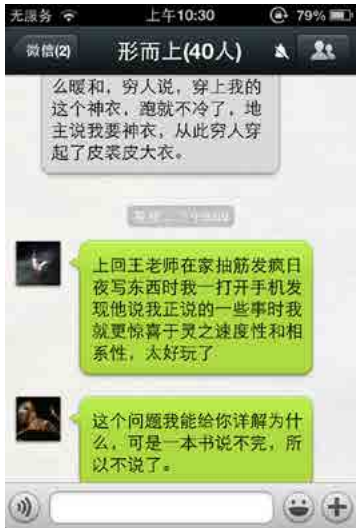 无服务 上午10:30 79%
微信(2) 形而上(40人)
么暖和，穷人说，穿上我的
这个神衣，跑就不冷了，地
主说我要神衣，从此穷人穿
起了皮裘皮大衣。
上回王老师在家抽筋发疯日
夜写东西时我一打开手机发
现他说我正说的一些事时我
就更惊喜于灵之速度性和相
系性，太好玩了
这个问题我能给你详解为什
么，可是一本书说不完，所
以不说了。